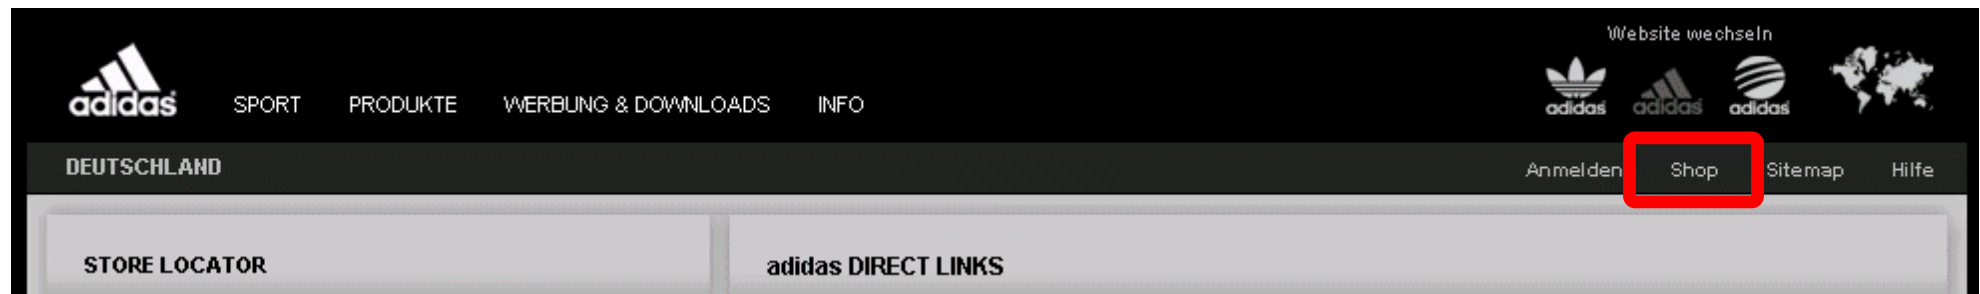 Website wechseln
adidas SPORT PRODUKTE WERBUNG & DOWNLOADS INFO adidas adidas adidas
DEUTSCHLAND Anmelden Shop Sitemap Hilfe
STORE LOCATOR adidas DIRECT LINKS